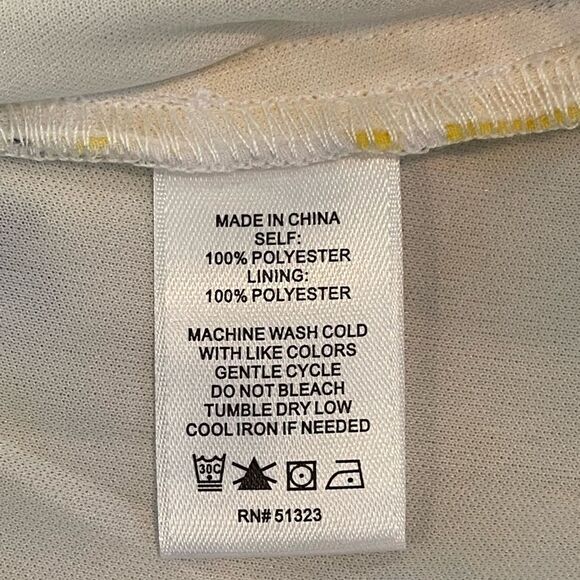 MADE IN CHINA
SELF:
100% POLYESTER
LINING:
100% POLYESTER
MACHINE WASH COLD
WITH LIKE COLORS
GENTLE CYCLE
DO NOT BLEACH
TUMBLE DRY LOW
COOL IRON IF NEEDED
30C
RN# 51323